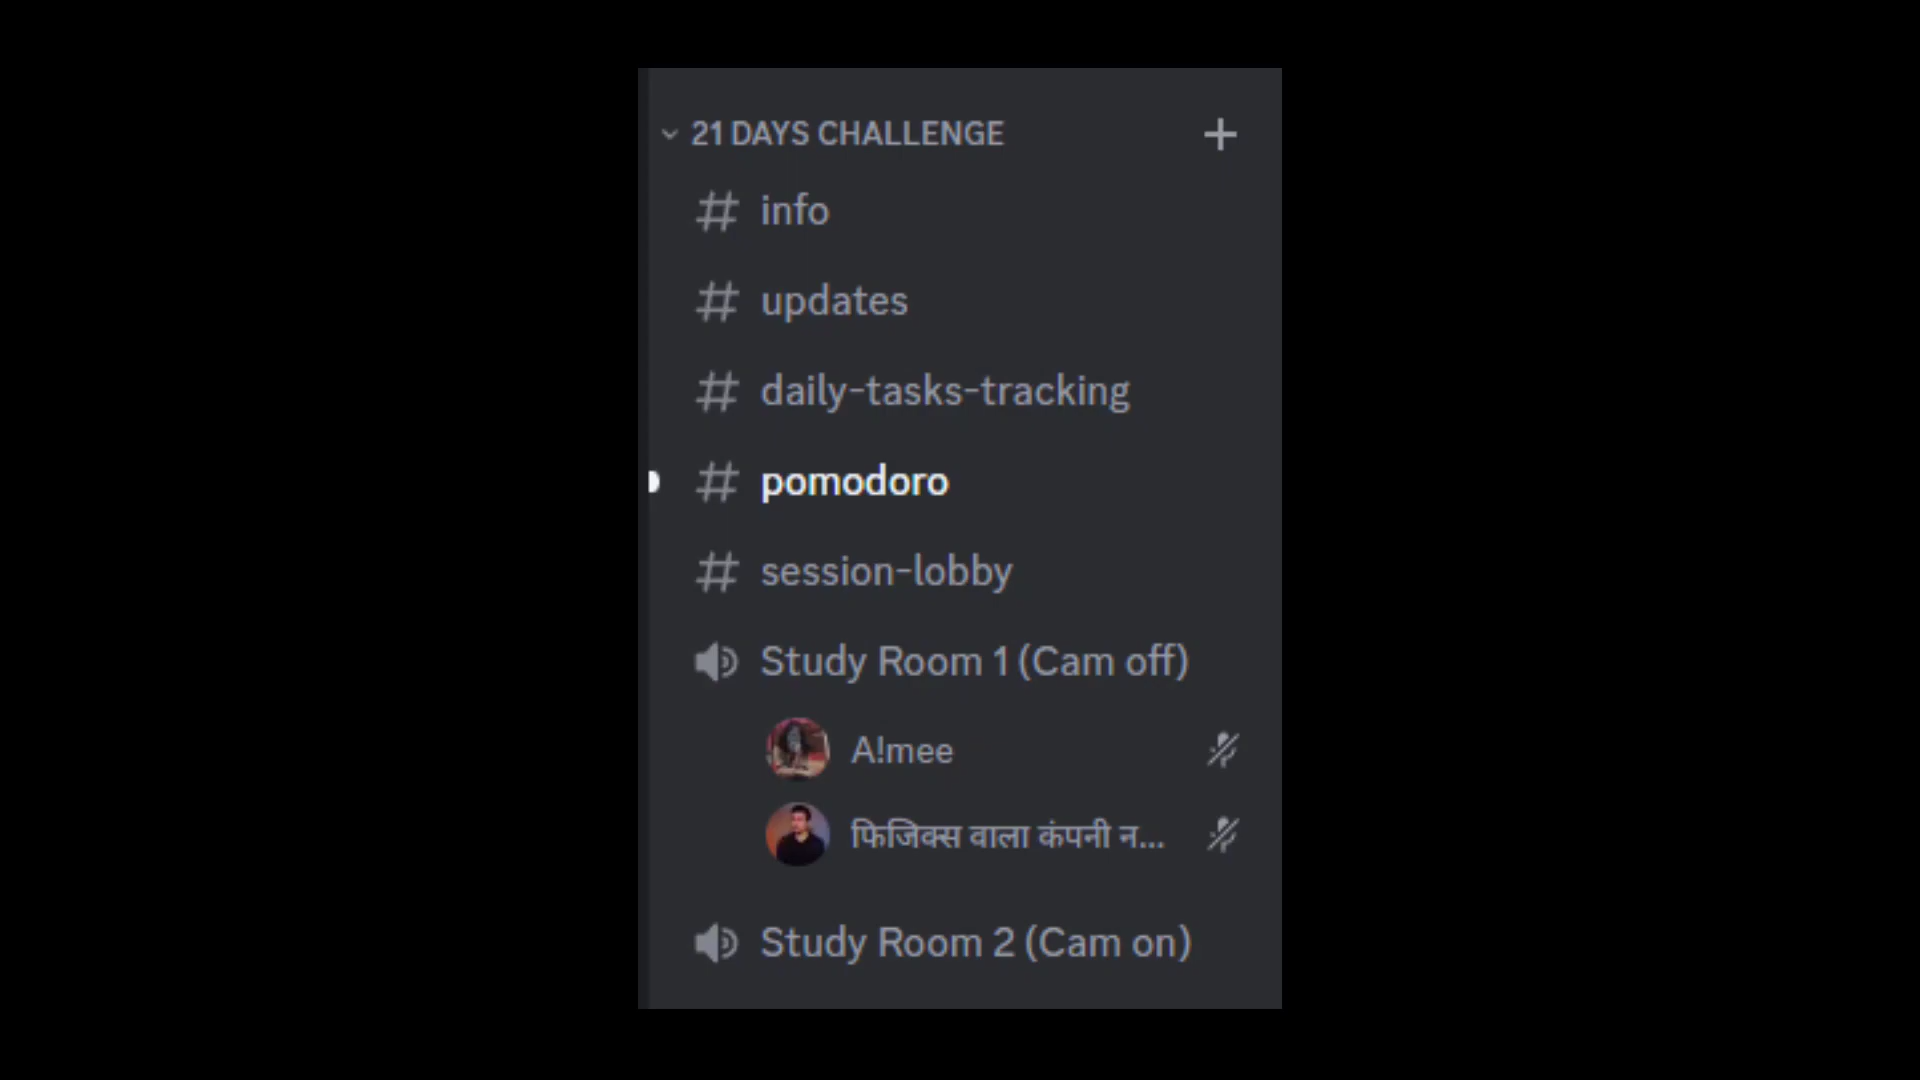 21 DAYS CHALLENGE
info
updates
daily-tasks-tracking
pomodoro
session-lobby
Study Room 1 (Cam off)
A!mee
फिजिक्स वाला कंपनी न...
Study Room 2 (Cam on)